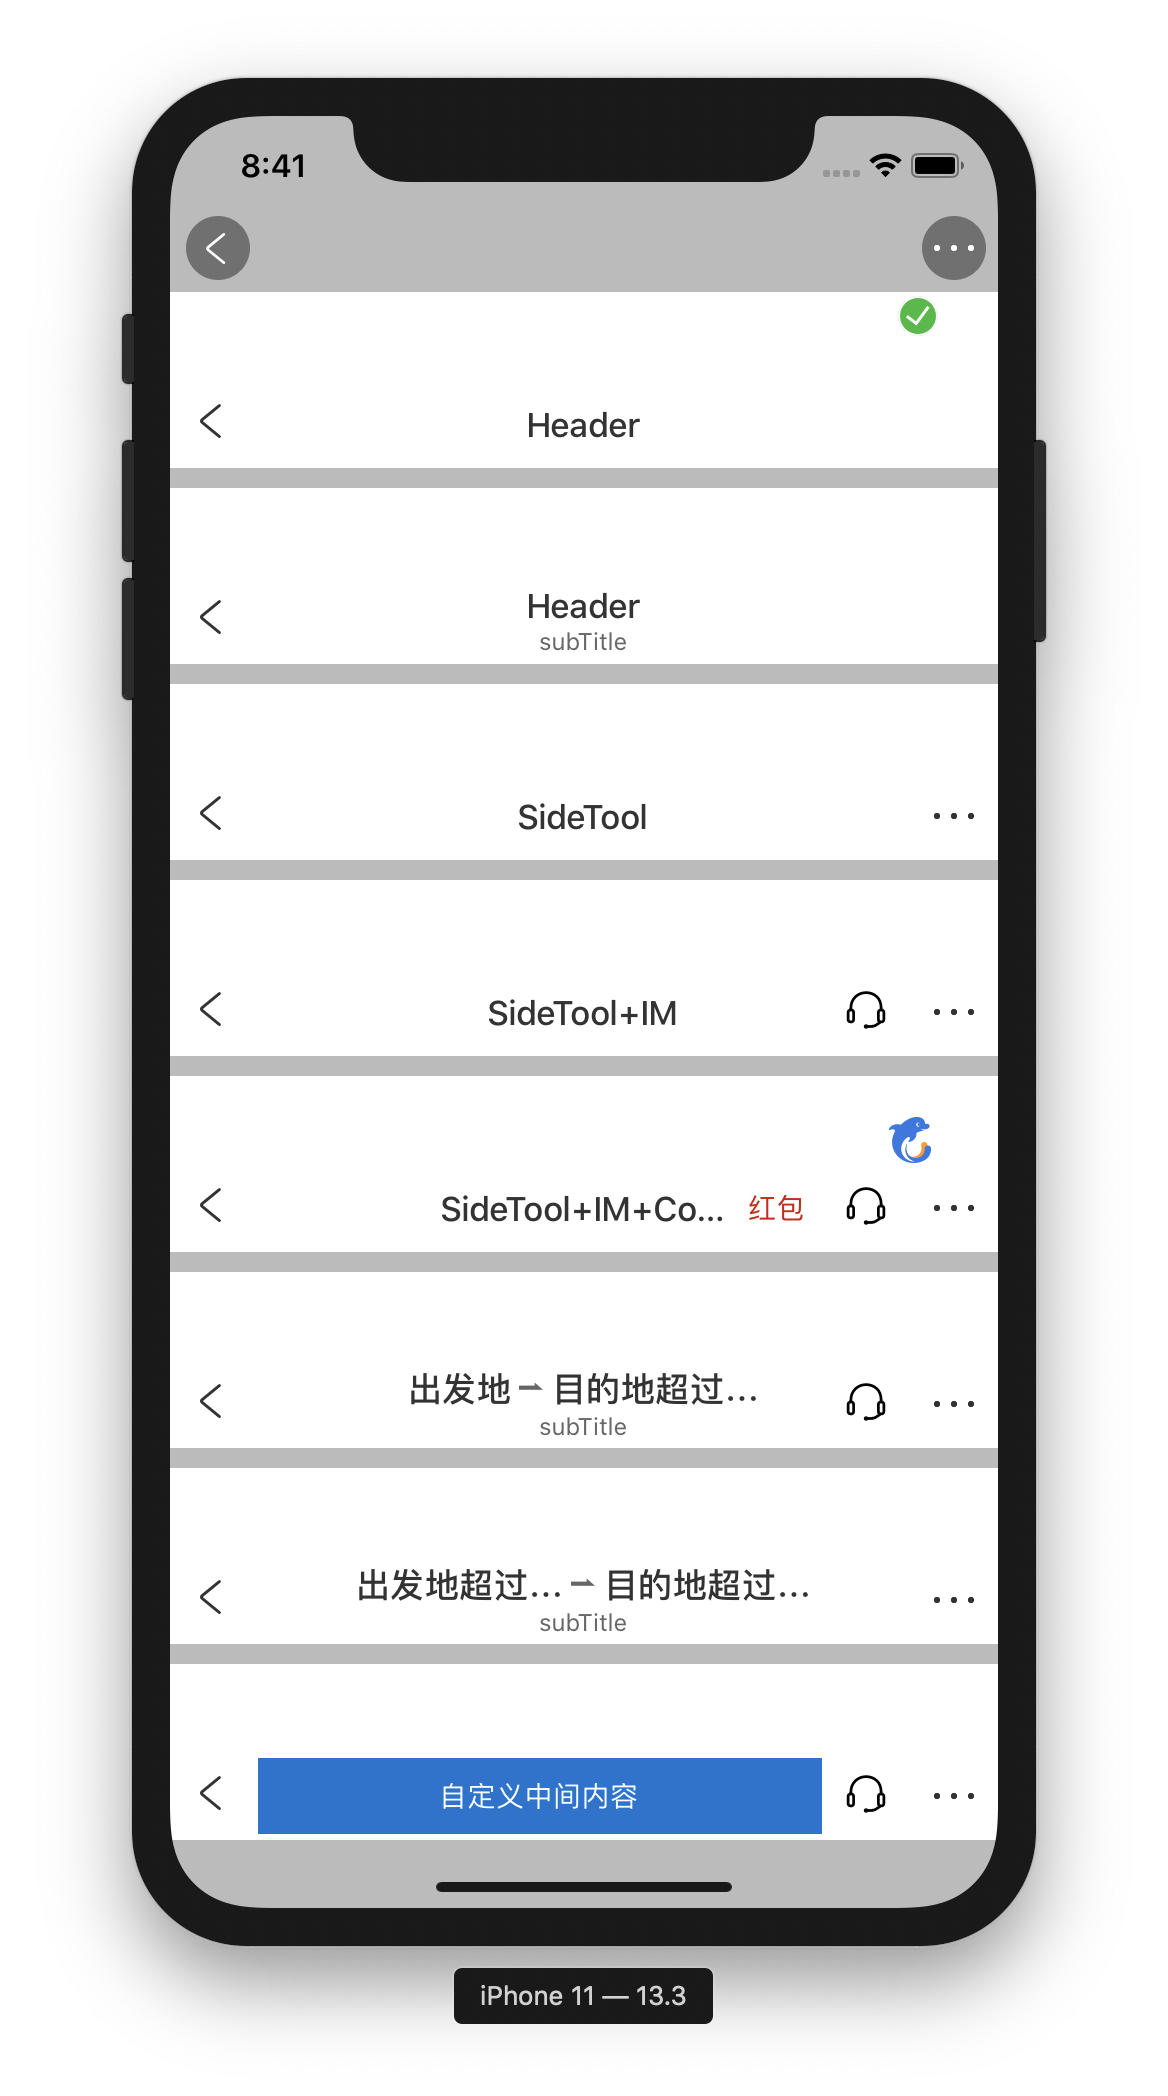 8:41
Header
Header
subTitle
SideTool
SideTool+IM
SideTool+IM+Co... 红包
出发地 ⇀ 目的地超过...
subTitle
出发地超过... ⇀ 目的地超过...
subTitle
自定义中间内容
iPhone 11 — 13.3